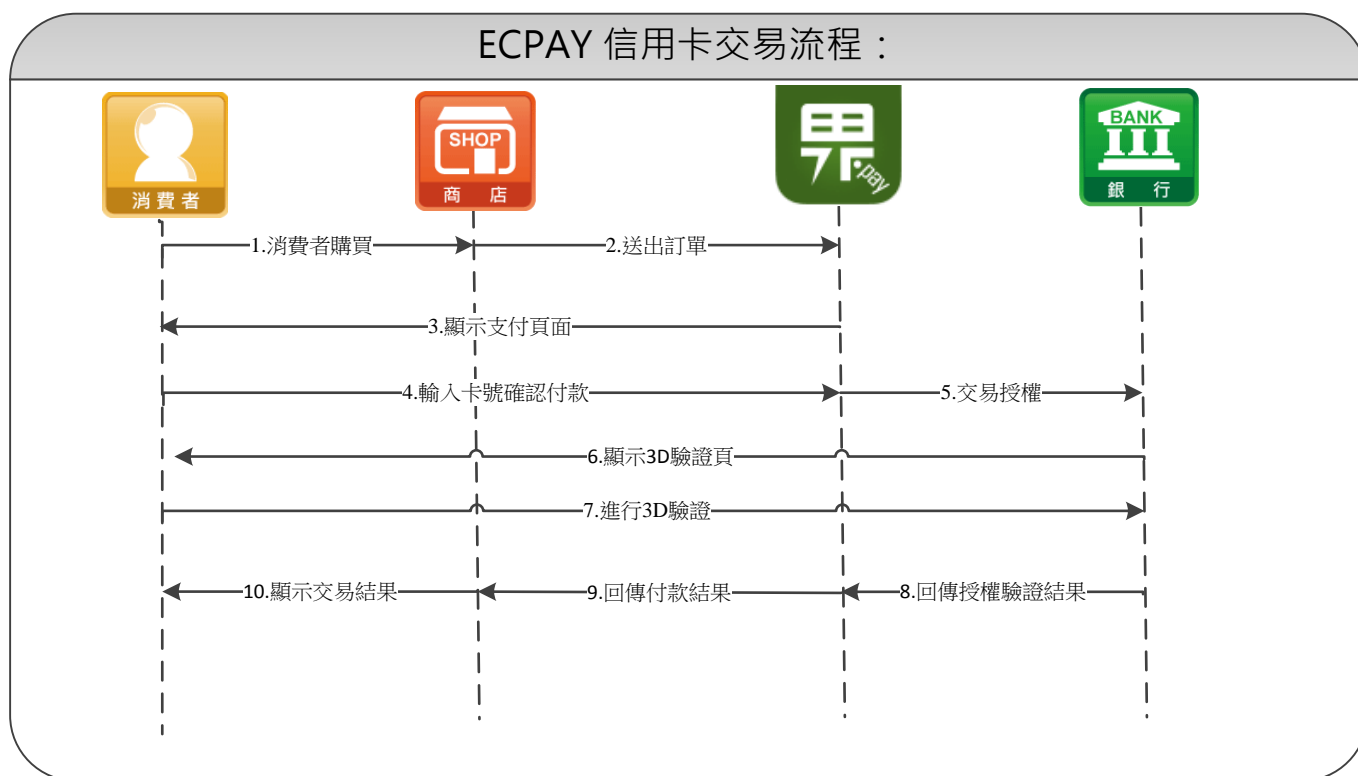 ECPAY 信用卡交易流程：
消費者
SHOP
商 店
界
pay
BANK
銀 行
1.消費者購買
2.送出訂單
3.顯示支付頁面
4.輸入卡號確認付款
5.交易授權
6.顯示3D驗證頁
7.進行3D驗證
10.顯示交易結果
9.回傳付款結果
8.回傳授權驗證結果